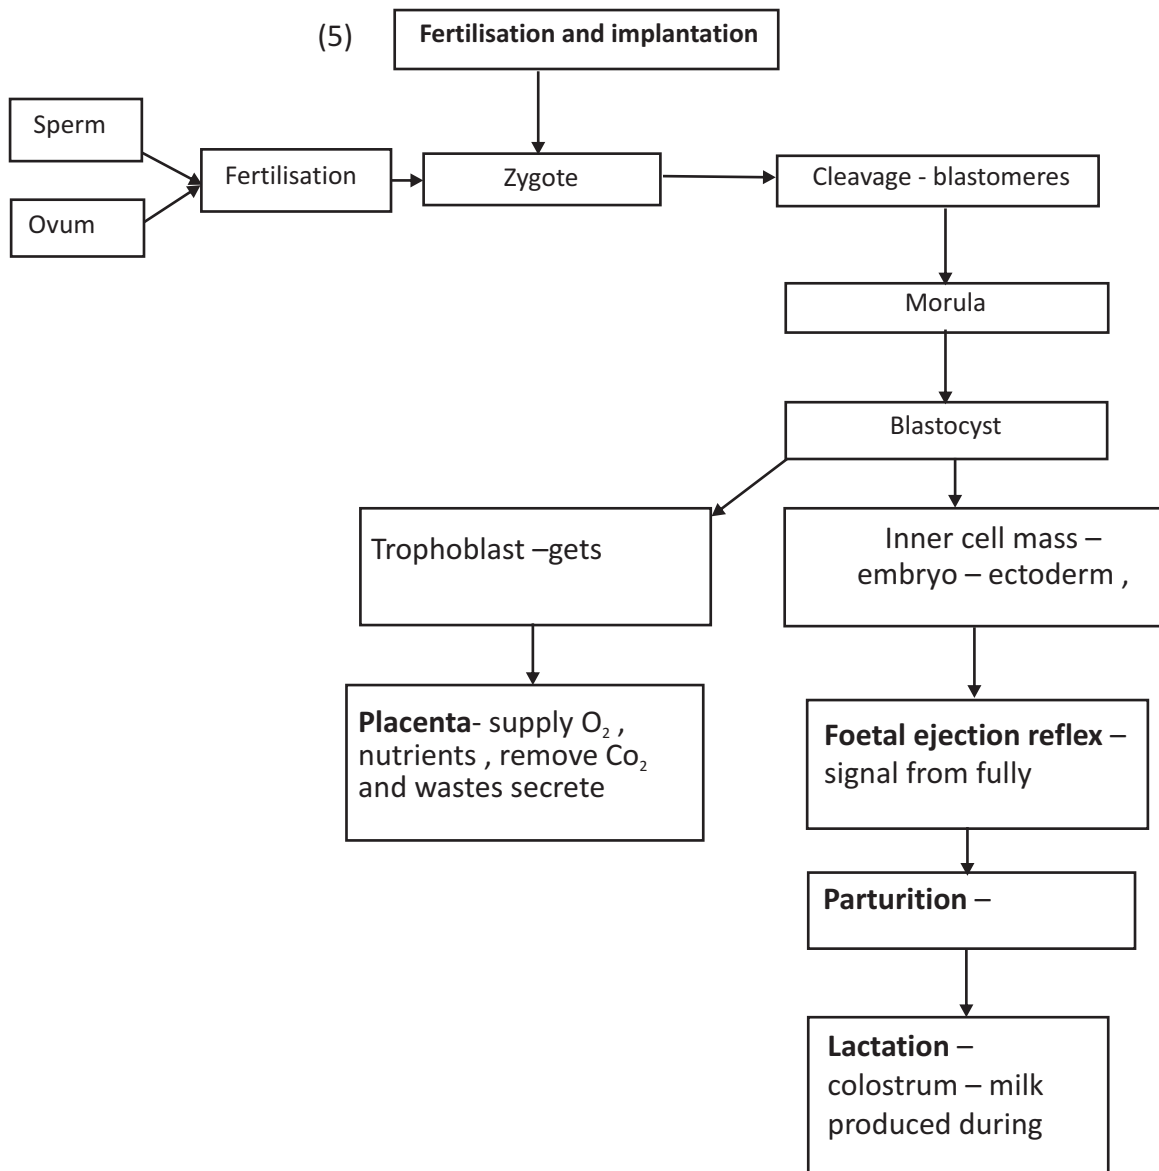 (5)
Fertilisation and implantation
Sperm
Ovum
Fertilisation
Zygote
Cleavage - blastomeres
Morula
Blastocyst
Trophoblast –gets
Inner cell mass –
embryo – ectoderm ,
Placenta- supply O₂ ,
nutrients , remove Co₂
and wastes secrete
Foetal ejection reflex –
signal from fully
Parturition –
Lactation –
colostrum – milk
produced during